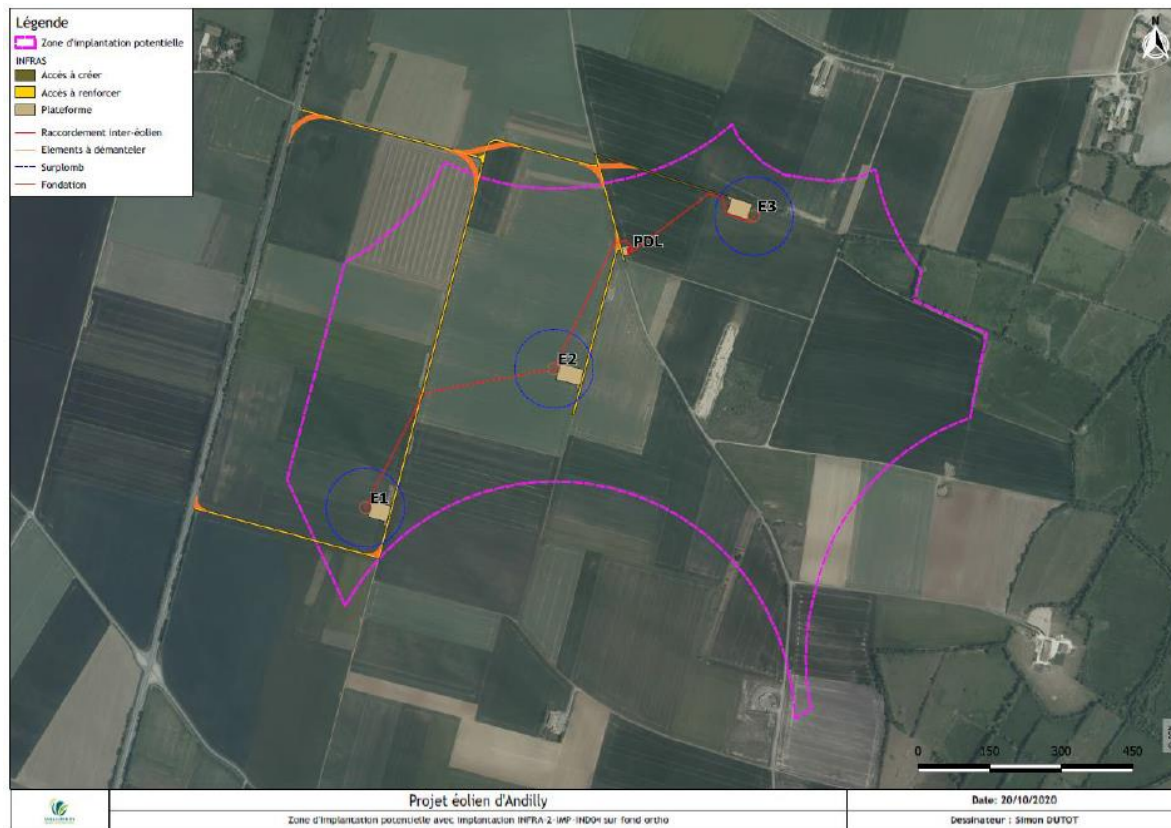 Légende
Zone d'implantation potentielle
INFRAS
Accès à créer
Accès à renforcer
Plateforme
Raccordement inter-éolien
Elements à démanteler
Surplomb
Fondation
N
E3
PDL
E2
E1
0 150 300 450
Projet éolien d'Andilly
Date: 20/10/2020
Zone d'implantation potentielle avec implantation INFRA-2-IMP-IND04 sur fond ortho
Dessinateur : Simon DUTOT